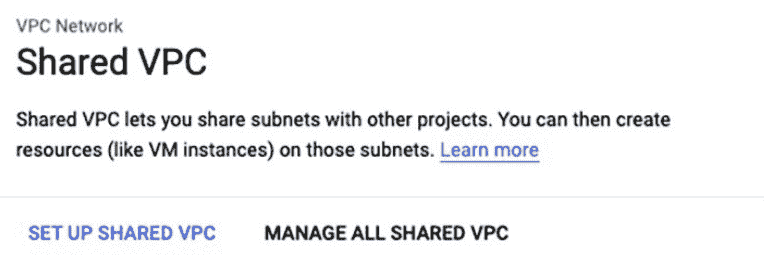 VPC Network
Shared VPC
Shared VPC lets you share subnets with other projects. You can then create
resources (like VM instances) on those subnets. Learn more
SET UP SHARED VPC MANAGE ALL SHARED VPC